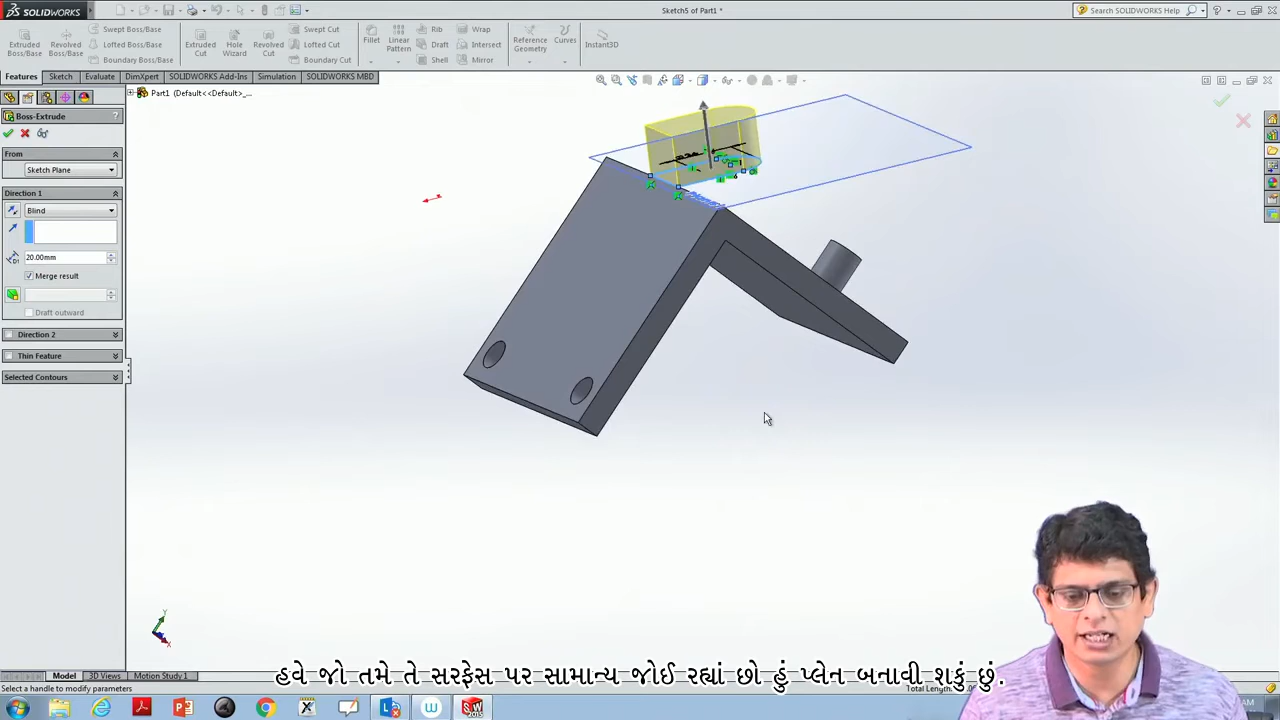 SOLIDWORKS
Sketch5 of Part1 *
Search SOLIDWORKS Help
Extruded Boss/Base
Revolved Boss/Base
Swept Boss/Base
Lofted Boss/Base
Boundary Boss/Base
Extruded Cut
Hole Wizard
Revolved Cut
Swept Cut
Lofted Cut
Boundary Cut
Fillet
Linear Pattern
Rib
Draft
Shell
Wrap
Intersect
Mirror
Reference Geometry
Curves
Instant3D
Features Sketch Evaluate DimXpert SOLIDWORKS Add-Ins Simulation SOLIDWORKS MBD
Part1 (Default<<Default>_...
Boss-Extrude
?
From
Sketch Plane
Direction 1
Blind
20.00mm
Merge result
Draft outward
Direction 2
Thin Feature
Selected Contours
Y
X
હવે જો તમે તે સરફેસ પર સામાન્ય જોઈ રહ્યાં છો હું પ્લેન બનાવી શકું છું.
Model 3D Views Motion Study 1
Select a handle to modify parameters